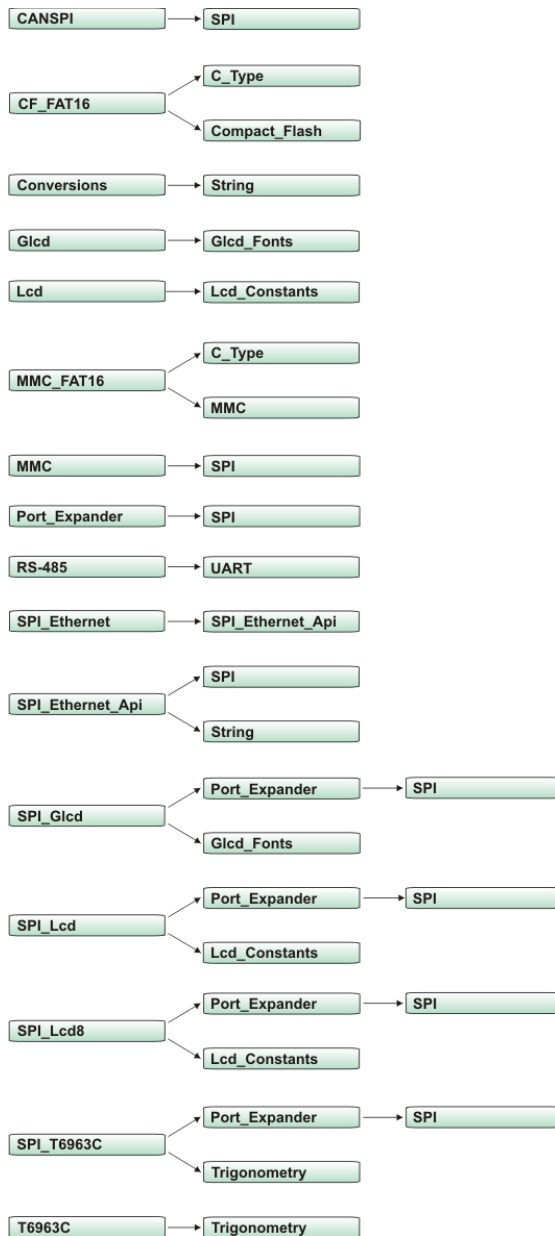 CANSPI
SPI
C_Type
CF_FAT16
Compact_Flash
Conversions
String
Glcd
Glcd_Fonts
Lcd
Lcd_Constants
C_Type
MMC_FAT16
MMC
MMC
SPI
Port_Expander
SPI
RS-485
UART
SPI_Ethernet
SPI_Ethernet_Api
SPI
SPI_Ethernet_Api
String
Port_Expander
SPI
SPI_Glcd
Glcd_Fonts
Port_Expander
SPI
SPI_Lcd
Lcd_Constants
Port_Expander
SPI
SPI_Lcd8
Lcd_Constants
Port_Expander
SPI
SPI_T6963C
Trigonometry
T6963C
Trigonometry